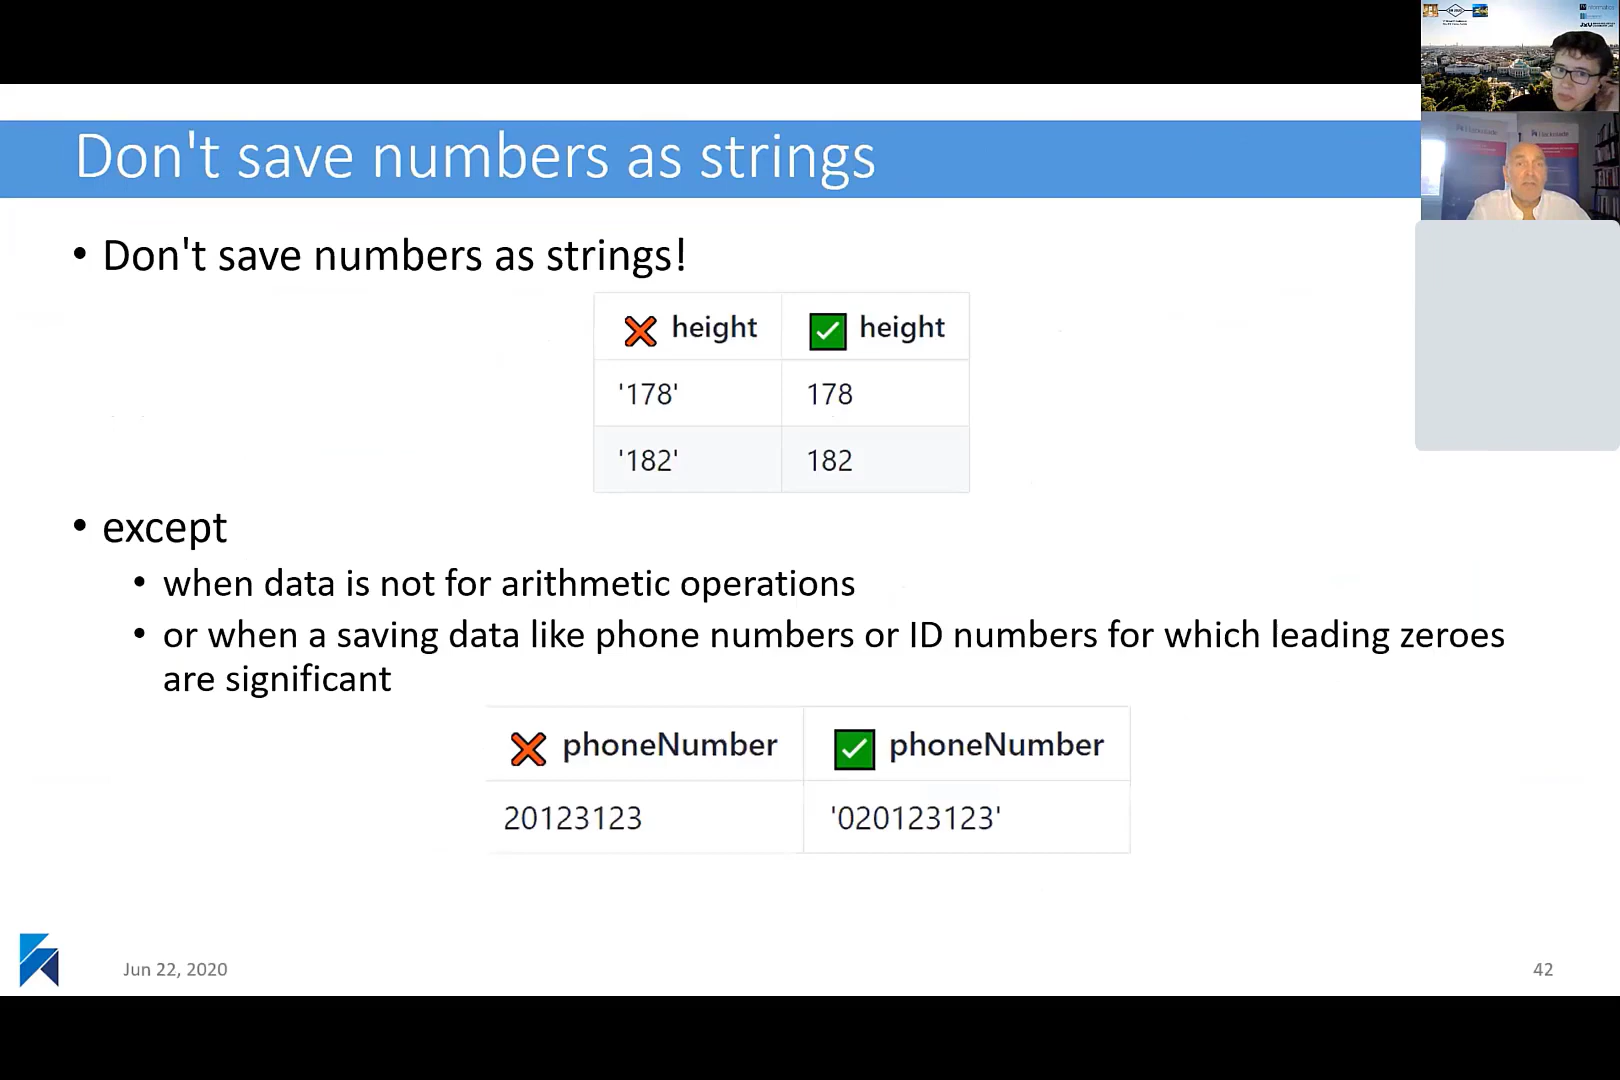 Don't save numbers as strings
• Don't save numbers as strings!
❌ height ✅ height
'178' 178
'182' 182
• except
• when data is not for arithmetic operations
• or when a saving data like phone numbers or ID numbers for which leading zeroes
are significant
❌ phoneNumber ✅ phoneNumber
20123123 '020123123'
Jun 22, 2020 42